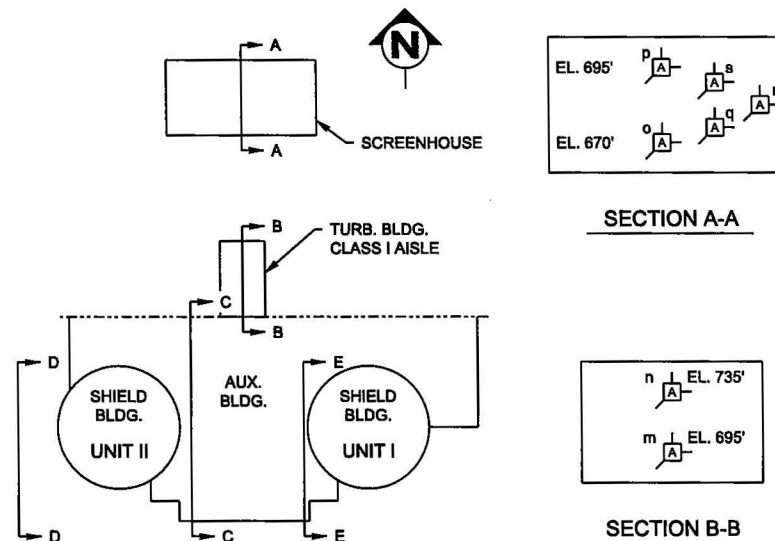 A
N
A
SCREENHOUSE
EL. 695'
p
A
s
A
A
EL. 670'
o
A
q
A
SECTION A-A
B
TURB. BLDG.
CLASS I AISLE
C
B
D
E
SHIELD
BLDG.
UNIT II
AUX.
BLDG.
SHIELD
BLDG.
UNIT I
D
C
E
n
A
EL. 735'
m
A
EL. 695'
SECTION B-B